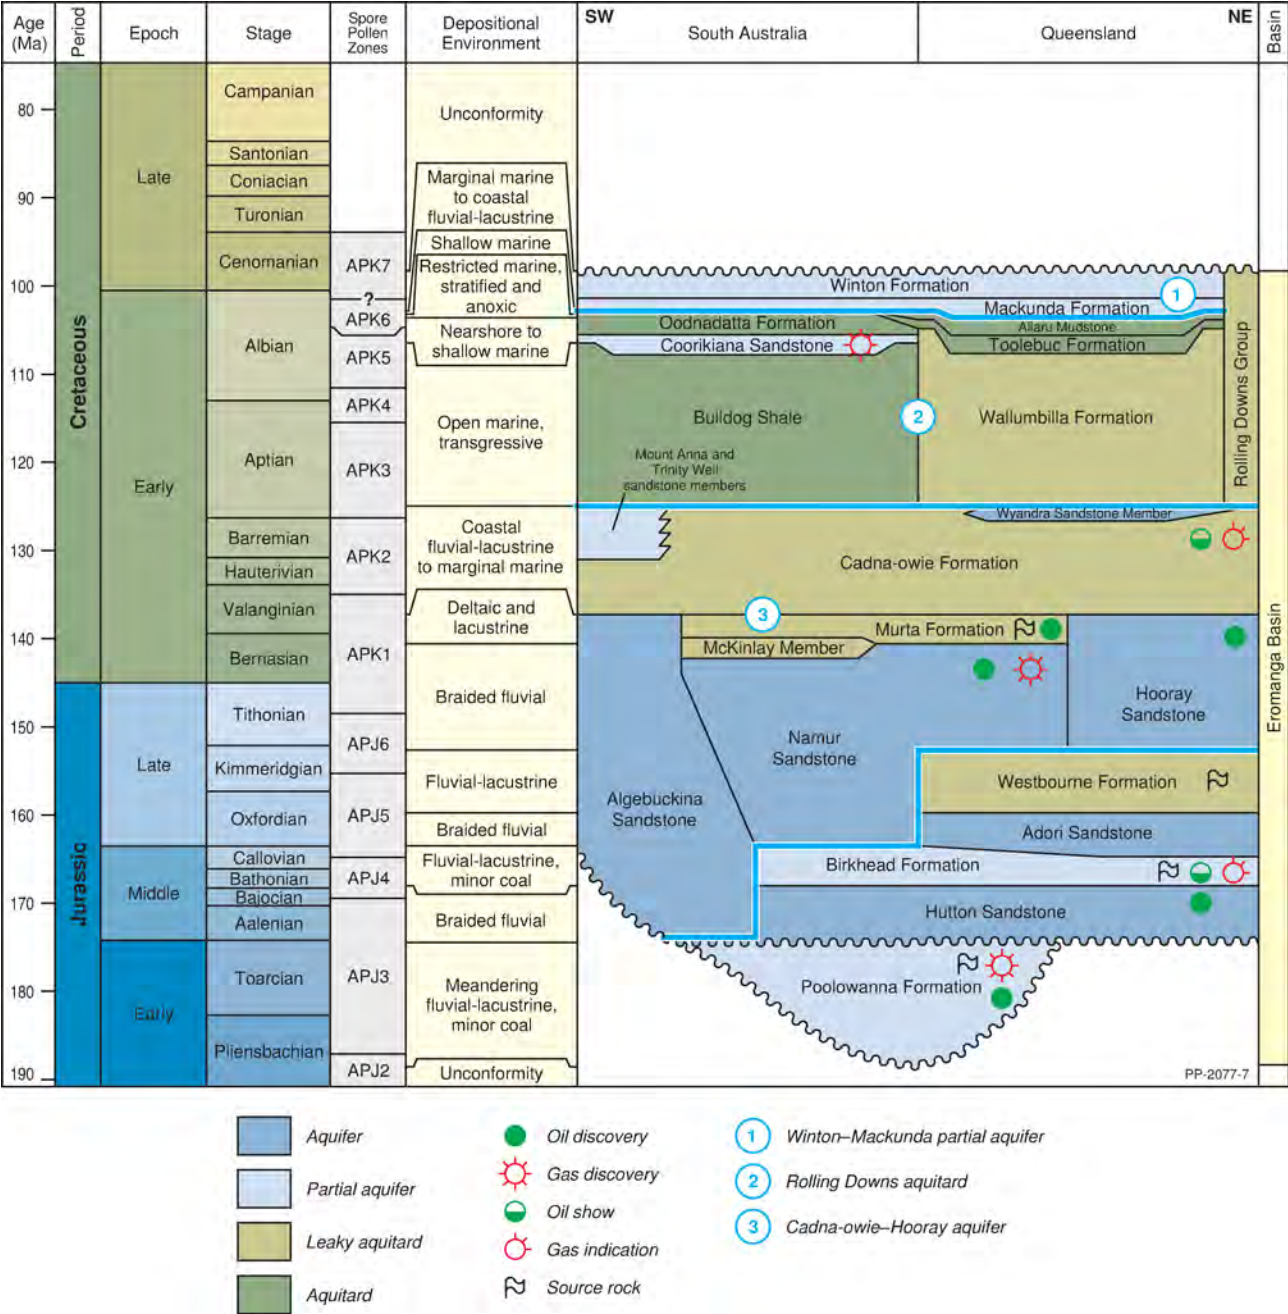 Age
(Ma)
Period
Epoch
Stage
Spore
Pollen
Zones
Depositional
Environment
SW
South Australia
Queensland
NE
Basin
80
90
100
110
120
130
140
150
160
170
180
190
Cretaceous
Jurassic
Late
Early
Late
Middle
Early
Campanian
Santonian
Coniacian
Turonian
Cenomanian
Albian
Aptian
Barremian
Hauterivian
Valanginian
Berriasian
Tithonian
Kimmeridgian
Oxfordian
Callovian
Bathonian
Bajocian
Aalenian
Toarcian
Pliensbachian
APK7
?
APK6
APK5
APK4
APK3
APK2
APK1
APJ6
APJ5
APJ4
APJ3
APJ2
Unconformity
Marginal marine
to coastal
fluvial-lacustrine
Shallow marine
Restricted marine,
stratified and
anoxic
Nearshore to
shallow marine
Open marine,
transgressive
Coastal
fluvial-lacustrine
to marginal marine
Deltaic and
lacustrine
Braided fluvial
Fluvial-lacustrine
Braided fluvial
Fluvial-lacustrine,
minor coal
Braided fluvial
Meandering
fluvial-lacustrine,
minor coal
Unconformity
Winton Formation
1
Mackunda Formation
Oodnadatta Formation
Allaru Mudstone
Coorikiana Sandstone
Toolebuc Formation
Bulldog Shale
2
Wallumbilla Formation
Rolling Downs Group
Mount Anna and
Trinity Well
sandstone members
Wyandra Sandstone Member
Cadna-owie Formation
3
Murta Formation
McKinlay Member
Hooray
Sandstone
Namur
Sandstone
Algebuckina
Sandstone
Westbourne Formation
Adori Sandstone
Birkhead Formation
Hutton Sandstone
Poolowanna Formation
Eromanga Basin
PP-2077-7
Aquifer
Partial aquifer
Leaky aquitard
Aquitard
Oil discovery
Gas discovery
Oil show
Gas indication
Source rock
1 Winton–Mackunda partial aquifer
2 Rolling Downs aquitard
3 Cadna-owie–Hooray aquifer